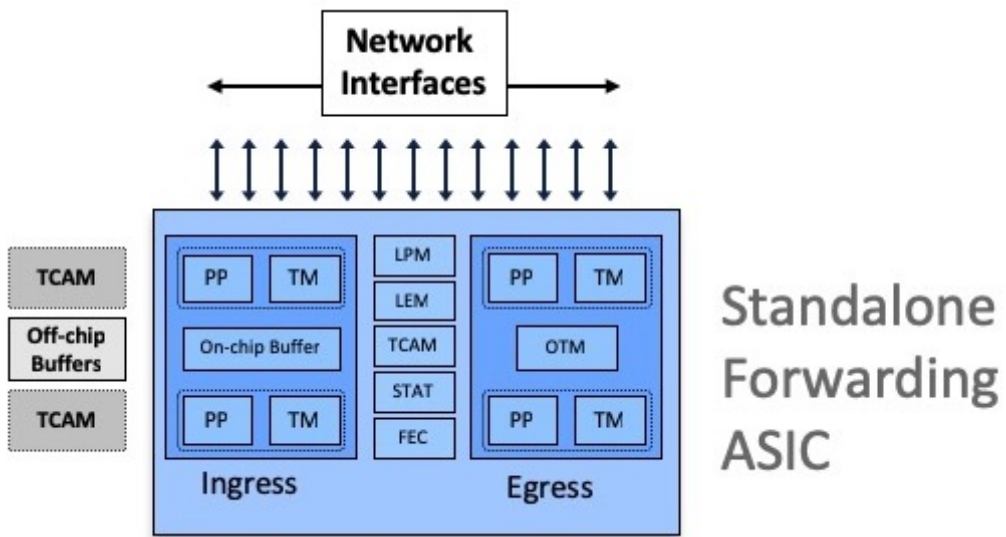 Network
Interfaces
TCAM
Off-chip
Buffers
TCAM
PP
TM
On-chip Buffer
PP
TM
Ingress
LPM
LEM
TCAM
STAT
FEC
PP
TM
OTM
PP
TM
Egress
Standalone
Forwarding
ASIC